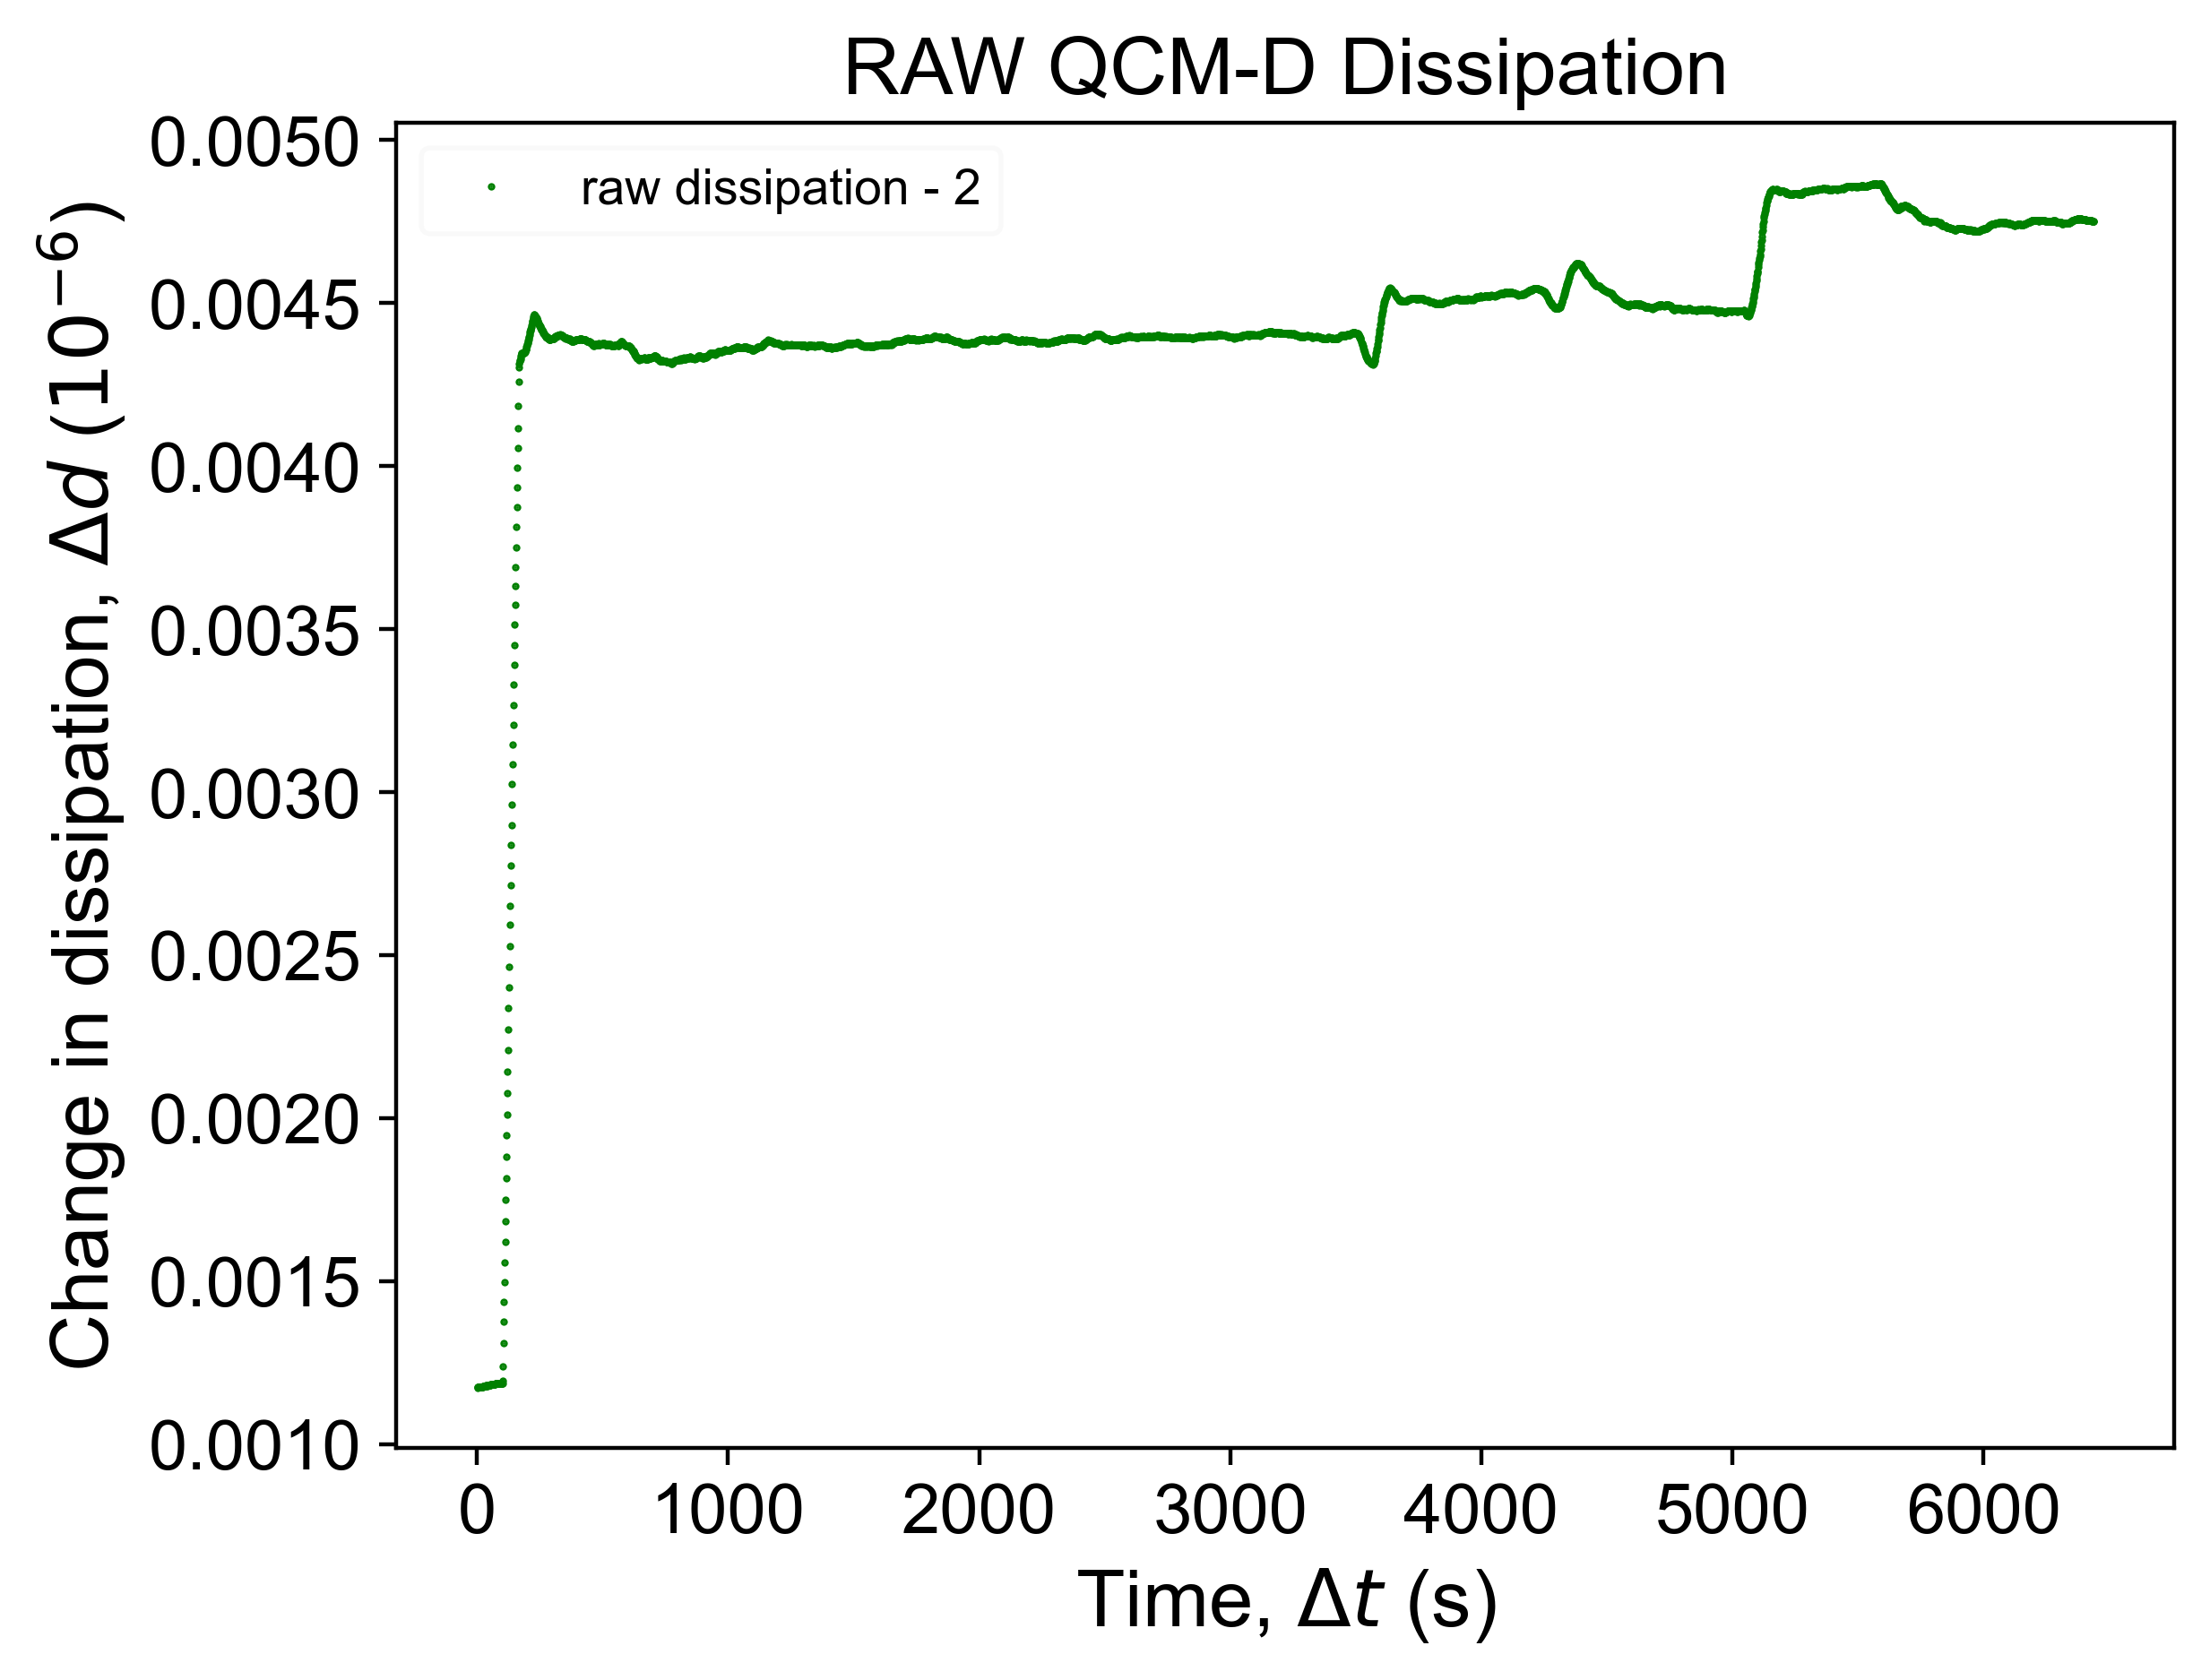 RAW QCM-D Dissipation
raw dissipation - 2
Change in dissipation, Δd (10⁻⁶)
0.0050
0.0045
0.0040
0.0035
0.0030
0.0025
0.0020
0.0015
0.0010
0 1000 2000 3000 4000 5000 6000
Time, Δt (s)